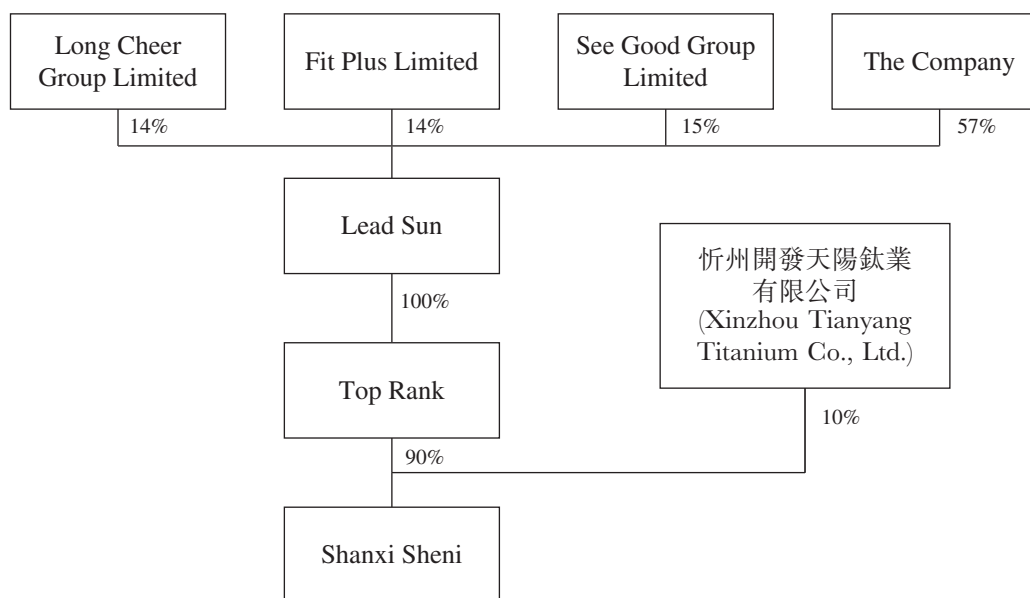 Long Cheer
Group Limited
Fit Plus Limited
See Good Group
Limited
The Company
14%
14%
15%
57%
Lead Sun
忻州開發天陽鈦業
有限公司
(Xinzhou Tianyang
Titanium Co., Ltd.)
100%
Top Rank
10%
90%
Shanxi Sheni